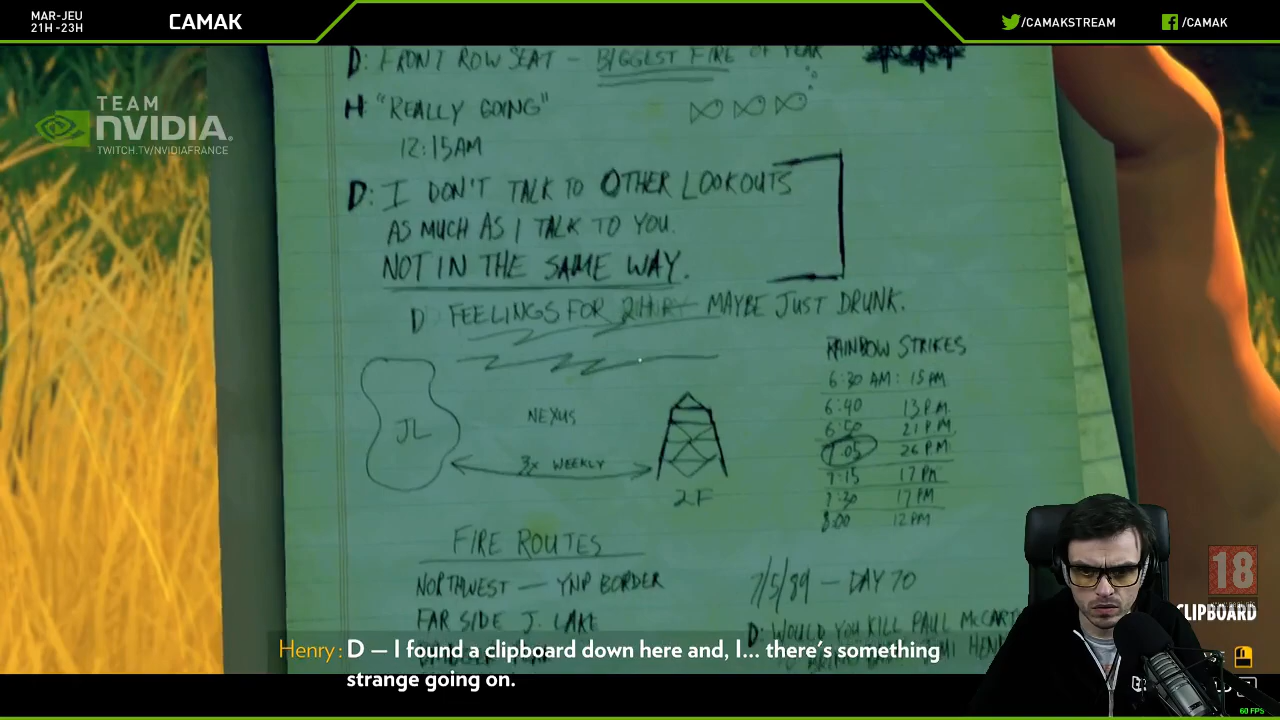 MAR-JEU
21H -23H
CAMAK
/CAMAKSTREAM
/CAMAK
TEAM
NVIDIA
TWITCH.TV/NVIDIAFRANCE
D: FRONT ROW SEAT - BIGGEST FIRE OF YEAR
H: "REALLY GOING"
12:15AM
D: I DON'T TALK TO OTHER LOOKOUTS
AS MUCH AS I TALK TO YOU.
NOT IN THE SAME WAY.
D FEELINGS FOR MAYBE JUST DRUNK.
RAINBOW STRIKES
6:30 AM: 15 PM
6:40 13 P.M.
6:50 21 P.M.
7:05 26 P.M.
7:15 17 PM
7:30 17 PM
8:00 12 PM
JL
NEXUS
3x WEEKLY
2F
FIRE ROUTES
NORTHWEST — YNP BORDER
FAR SIDE J. LAKE
7/5/89 — DAY 70
D: WOULD YOU KILL PAUL McCART
Henry: D — I found a clipboard down here and, I... there's something
strange going on.
18
CLIPBOARD
60 FPS